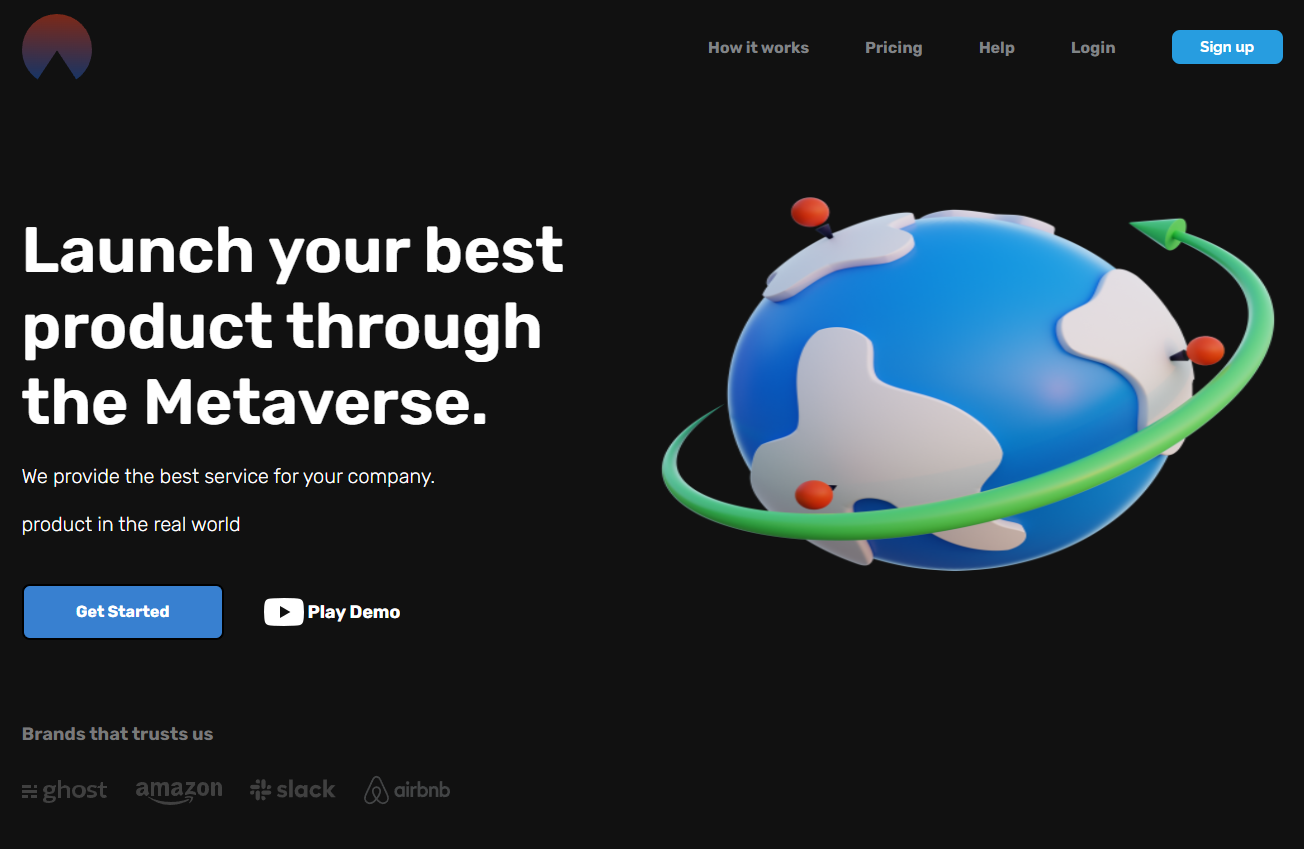 How it works
Pricing
Help
Login
Sign up
Launch your best
product through
the Metaverse.
We provide the best service for your company.
product in the real world
Get Started
Play Demo
Brands that trusts us
ghost
amazon
slack
airbnb